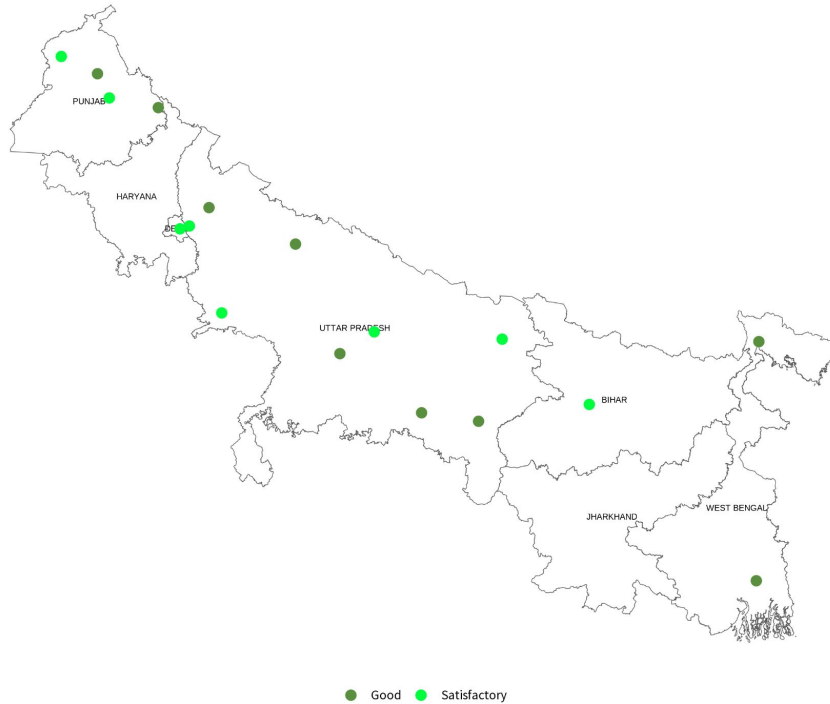 PUNJAB
HARYANA
UTTAR PRADESH
BIHAR
WEST BENGAL
JHARKHAND
Good Satisfactory